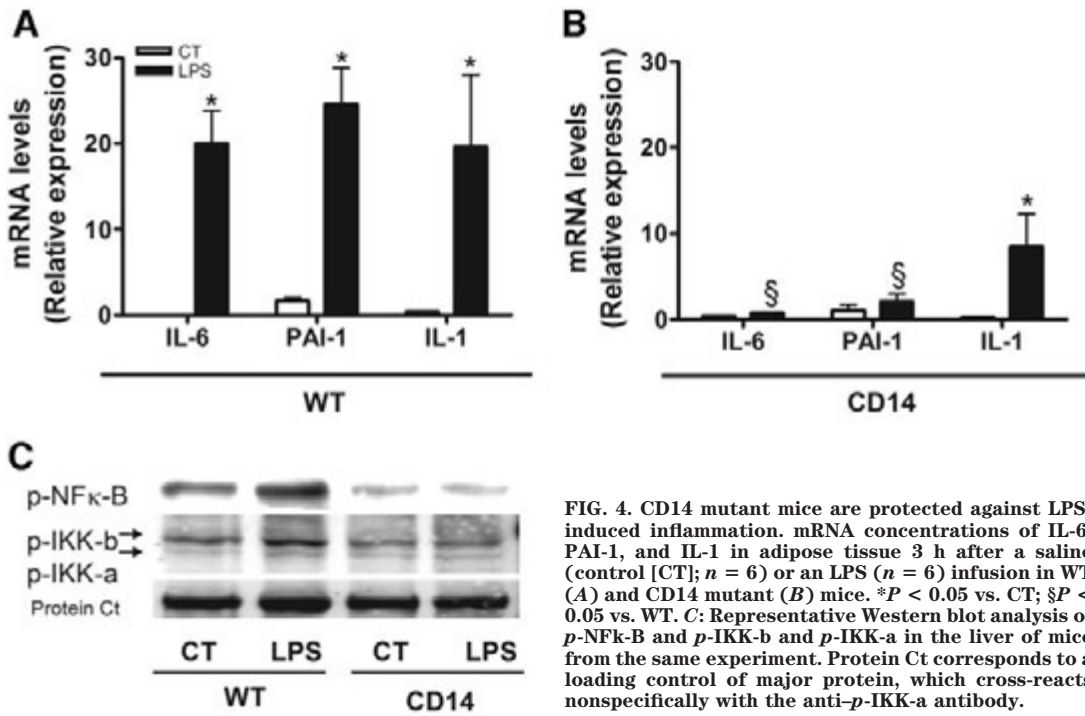 A
B
CT
LPS
mRNA levels
(Relative expression)
30
20
10
0
*
*
*
IL-6
PAI-1
IL-1
WT
mRNA levels
(Relative expression)
30
20
10
0
§
§
*
IL-6
PAI-1
IL-1
CD14
C
p-NFκ-B
p-IKK-b
p-IKK-a
Protein Ct
CT
LPS
CT
LPS
WT
CD14
FIG. 4. CD14 mutant mice are protected against LPS
induced inflammation. mRNA concentrations of IL-6
PAI-1, and IL-1 in adipose tissue 3 h after a saline
(control [CT]; n = 6) or an LPS (n = 6) infusion in WT
(A) and CD14 mutant (B) mice. *P < 0.05 vs. CT; §P <
0.05 vs. WT. C: Representative Western blot analysis o
p-NFk-B and p-IKK-b and p-IKK-a in the liver of mice
from the same experiment. Protein Ct corresponds to a
loading control of major protein, which cross-reacts
nonspecifically with the anti–p-IKK-a antibody.